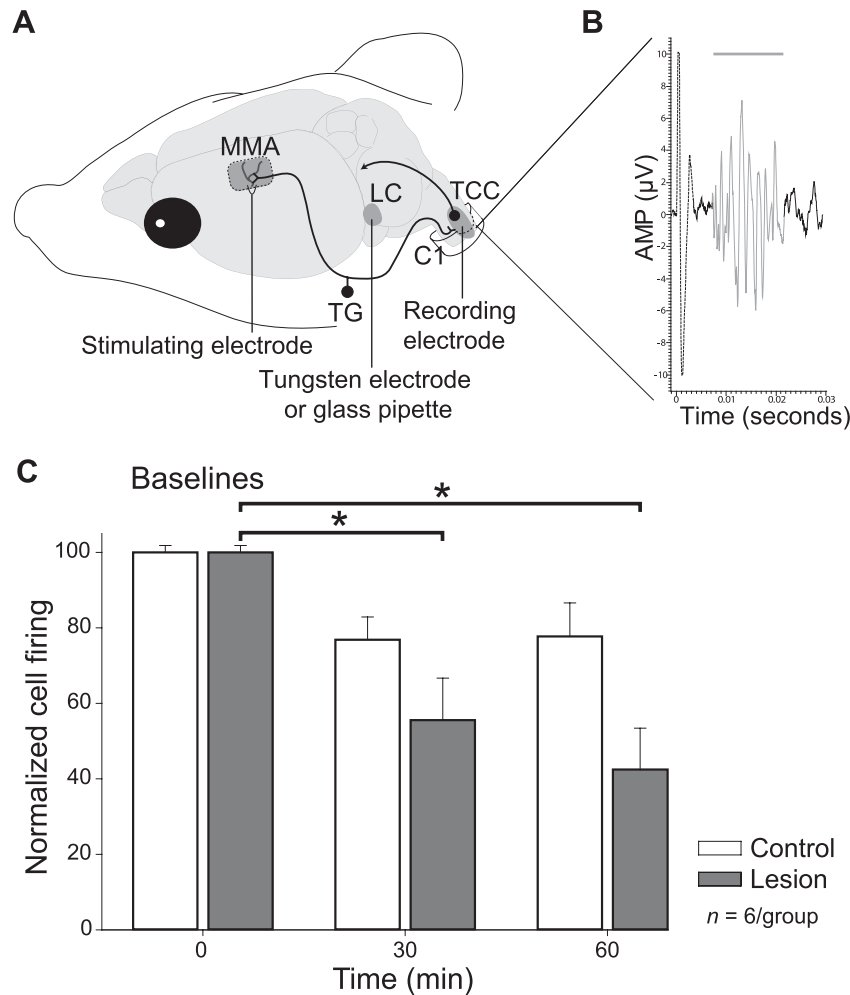 A
B
MMA
LC
TCC
C1
TG
Stimulating electrode
Recording
electrode
Tungsten electrode
or glass pipette
AMP (µV)
10
8
6
4
2
0
-2
-4
-6
-8
-10
0
0.01
0.02
0.03
Time (seconds)
C
Baselines
*
*
Normalized cell firing
100
80
60
40
20
0
0
30
60
Time (min)
Control
Lesion
n = 6/group